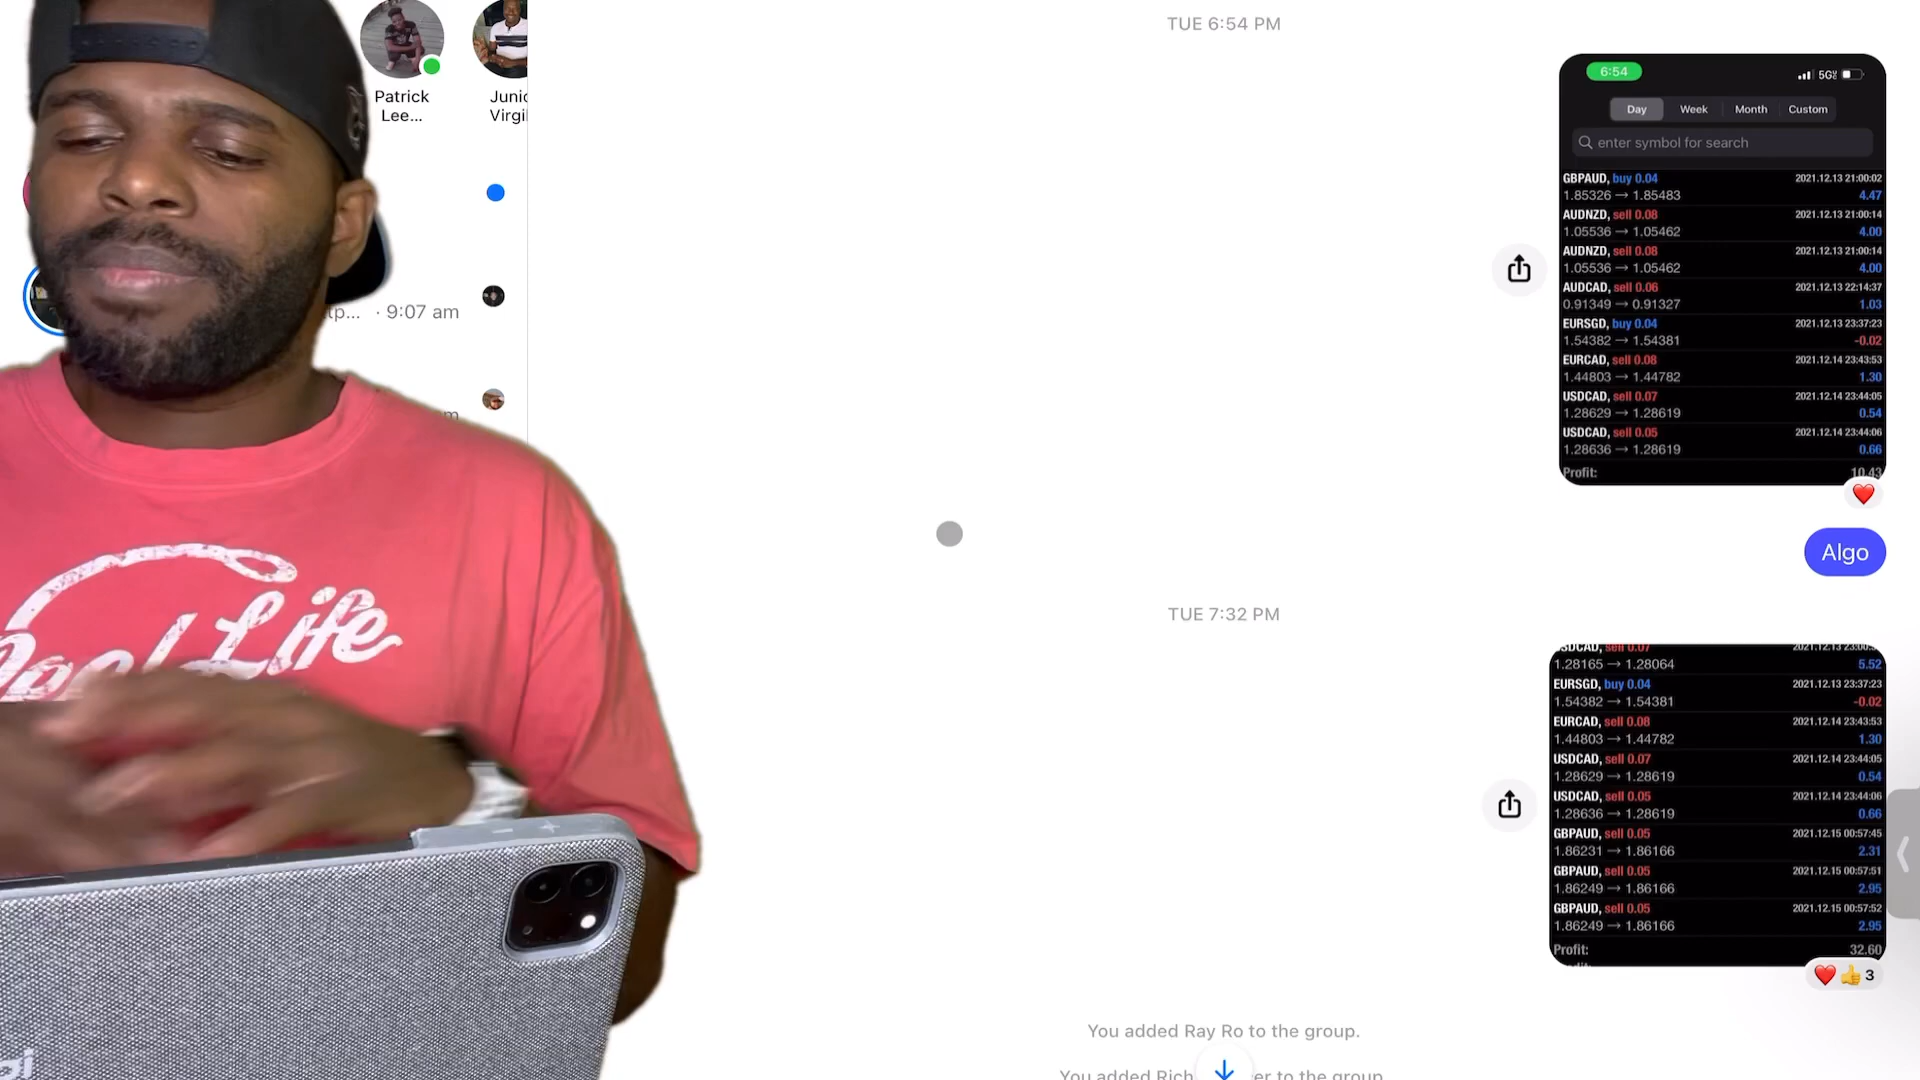 Patrick
Lee...
Junio
Virgil
tp... · 9:07 am
m
Life
TUE 6:54 PM
6:54
5G
Day Week Month Custom
enter symbol for search
GBPAUD, buy 0.04 2021.12.13 21:00:02
1.85326 → 1.85483 4.47
AUDNZD, sell 0.08 2021.12.13 21:00:14
1.05536 → 1.05462 4.00
AUDNZD, sell 0.08 2021.12.13 21:00:14
1.05536 → 1.05462 4.00
AUDCAD, sell 0.06 2021.12.13 22:14:37
0.91349 → 0.91327 1.03
EURSGD, buy 0.04 2021.12.13 23:37:23
1.54382 → 1.54381 -0.02
EURCAD, sell 0.08 2021.12.14 23:43:53
1.44803 → 1.44782 1.30
USDCAD, sell 0.07 2021.12.14 23:44:05
1.28629 → 1.28619 0.54
USDCAD, sell 0.05 2021.12.14 23:44:06
1.28636 → 1.28619 0.66
Profit: 10.43
Algo
TUE 7:32 PM
USDCAD, sell 0.07
1.28165 → 1.28064 5.52
EURSGD, buy 0.04 2021.12.13 23:37:23
1.54382 → 1.54381 -0.02
EURCAD, sell 0.08 2021.12.14 23:43:53
1.44803 → 1.44782 1.30
USDCAD, sell 0.07 2021.12.14 23:44:05
1.28629 → 1.28619 0.54
USDCAD, sell 0.05 2021.12.14 23:44:06
1.28636 → 1.28619 0.66
GBPAUD, sell 0.05 2021.12.15 00:57:45
1.86231 → 1.86166 2.31
GBPAUD, sell 0.05 2021.12.15 00:57:51
1.86249 → 1.86166 2.95
GBPAUD, sell 0.05 2021.12.15 00:57:52
1.86249 → 1.86166 2.95
Profit: 32.60
3
You added Ray Ro to the group.
You added Rich er to the group